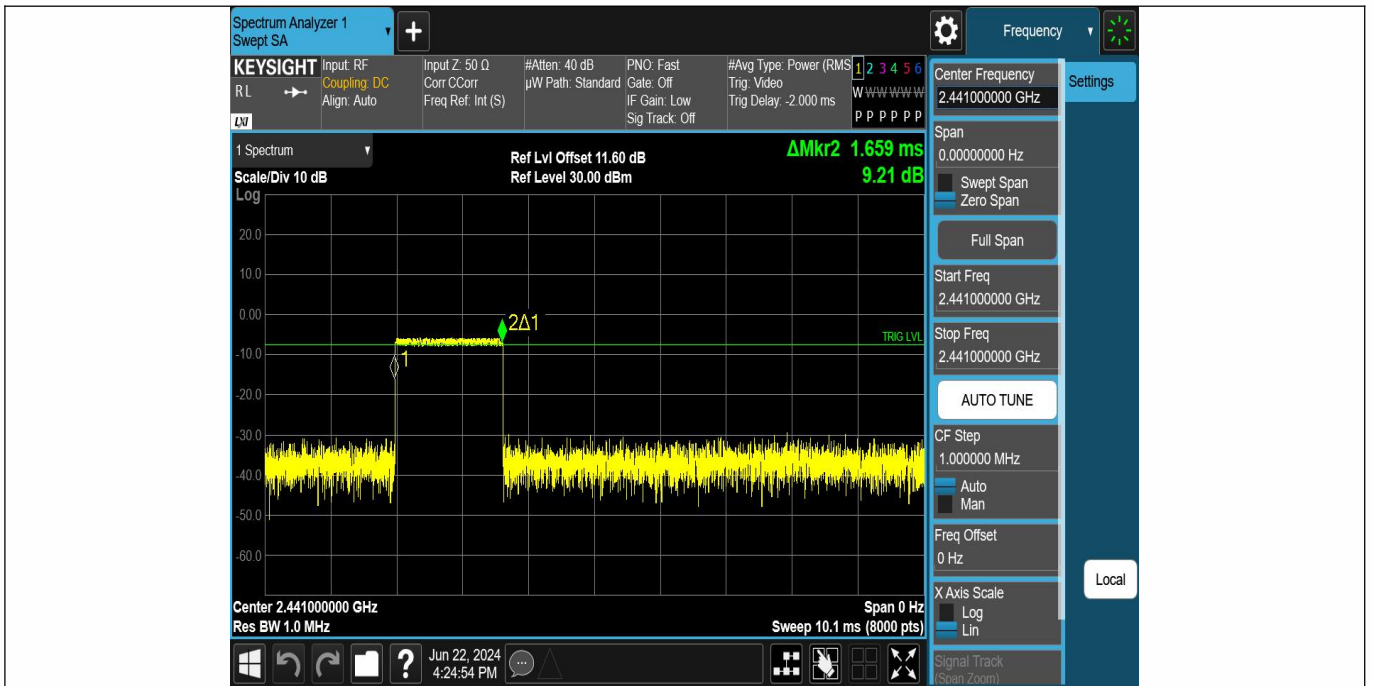 Spectrum Analyzer 1
Swept SA
Frequency
KEYSIGHT
RL
LXI
Input: RF
Coupling: DC
Align: Auto
Input Z: 50 Ω
Corr CCorr
Freq Ref: Int (S)
#Atten: 40 dB
µW Path: Standard
PNO: Fast
Gate: Off
IF Gain: Low
Sig Track: Off
#Avg Type: Power (RMS
Trig: Video
Trig Delay: -2.000 ms
1 2 3 4 5 6
W W W W W W
P P P P P P
1 Spectrum
Scale/Div 10 dB
Log
Ref Lvl Offset 11.60 dB
Ref Level 30.00 dBm
ΔMkr2 1.659 ms
9.21 dB
20.0
10.0
0.00
-10.0
-20.0
-30.0
-40.0
-50.0
-60.0
2Δ1
1
TRIG LVL
Center 2.441000000 GHz
Res BW 1.0 MHz
Span 0 Hz
Sweep 10.1 ms (8000 pts)
Jun 22, 2024
4:24:54 PM
Center Frequency
2.441000000 GHz
Settings
Span
0.00000000 Hz
Swept Span
Zero Span
Full Span
Start Freq
2.441000000 GHz
Stop Freq
2.441000000 GHz
AUTO TUNE
CF Step
1.000000 MHz
Auto
Man
Freq Offset
0 Hz
X Axis Scale
Log
Lin
Signal Track
(Span Zoom)
Local